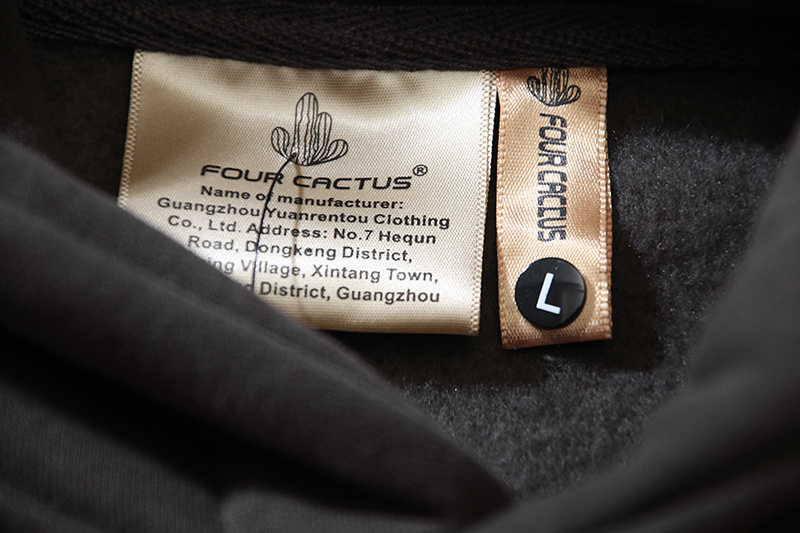 FOUR CACTUS®
Name of manufacturer:
Guangzhou Yuanrentou Clothing
Co., Ltd. Address: No.7 Hequn
Road, Dongkeng District,
Village, Xintang Town,
District, Guangzhou
FOUR CACTUS
L